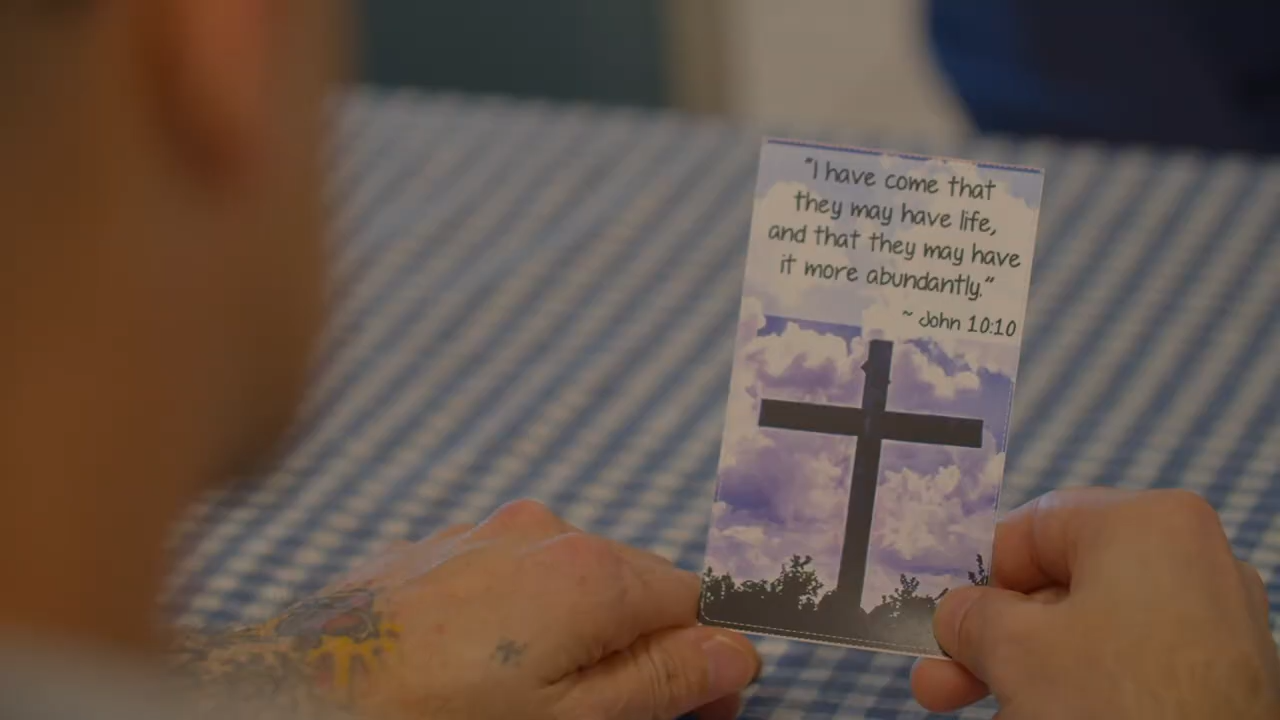 "I have come that
they may have life,
and that they may have
it more abundantly."
~ John 10:10